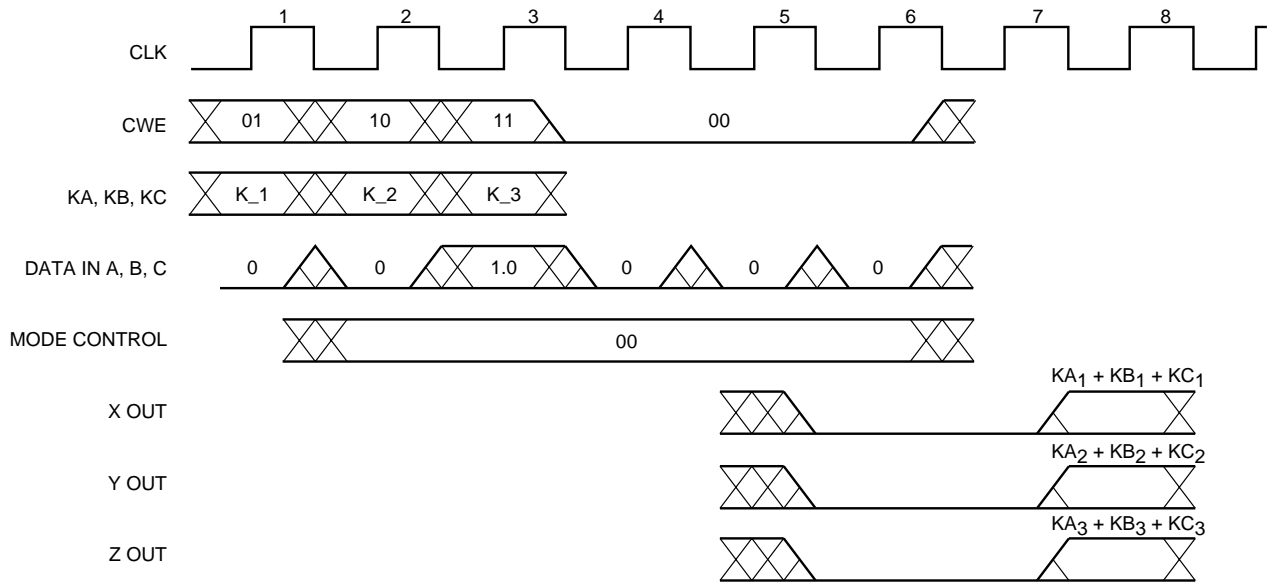 1 2 3 4 5 6 7 8
CLK
CWE 01 10 11 00
KA, KB, KC K_1 K_2 K_3
DATA IN A, B, C 0 0 1.0 0 0 0
MODE CONTROL 00
KA1 + KB1 + KC1
X OUT
KA2 + KB2 + KC2
Y OUT
KA3 + KB3 + KC3
Z OUT